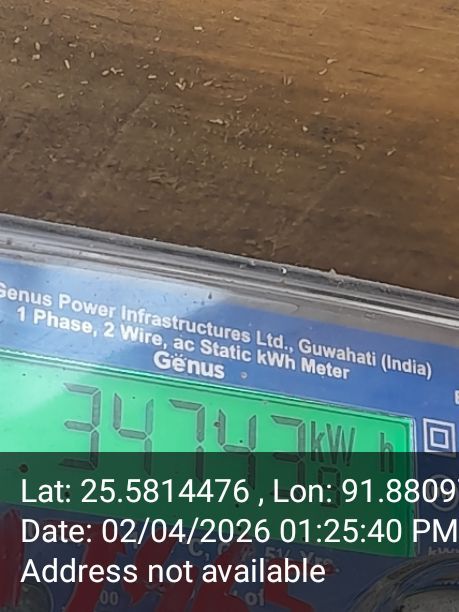 Genus Power Infrastructures Ltd., Guwahati (India)
1 Phase, 2 Wire, ac Static kWh Meter
Genus
34743 kW h
Lat: 25.5814476 , Lon: 91.8809
Date: 02/04/2026 01:25:40 PM
Address not available